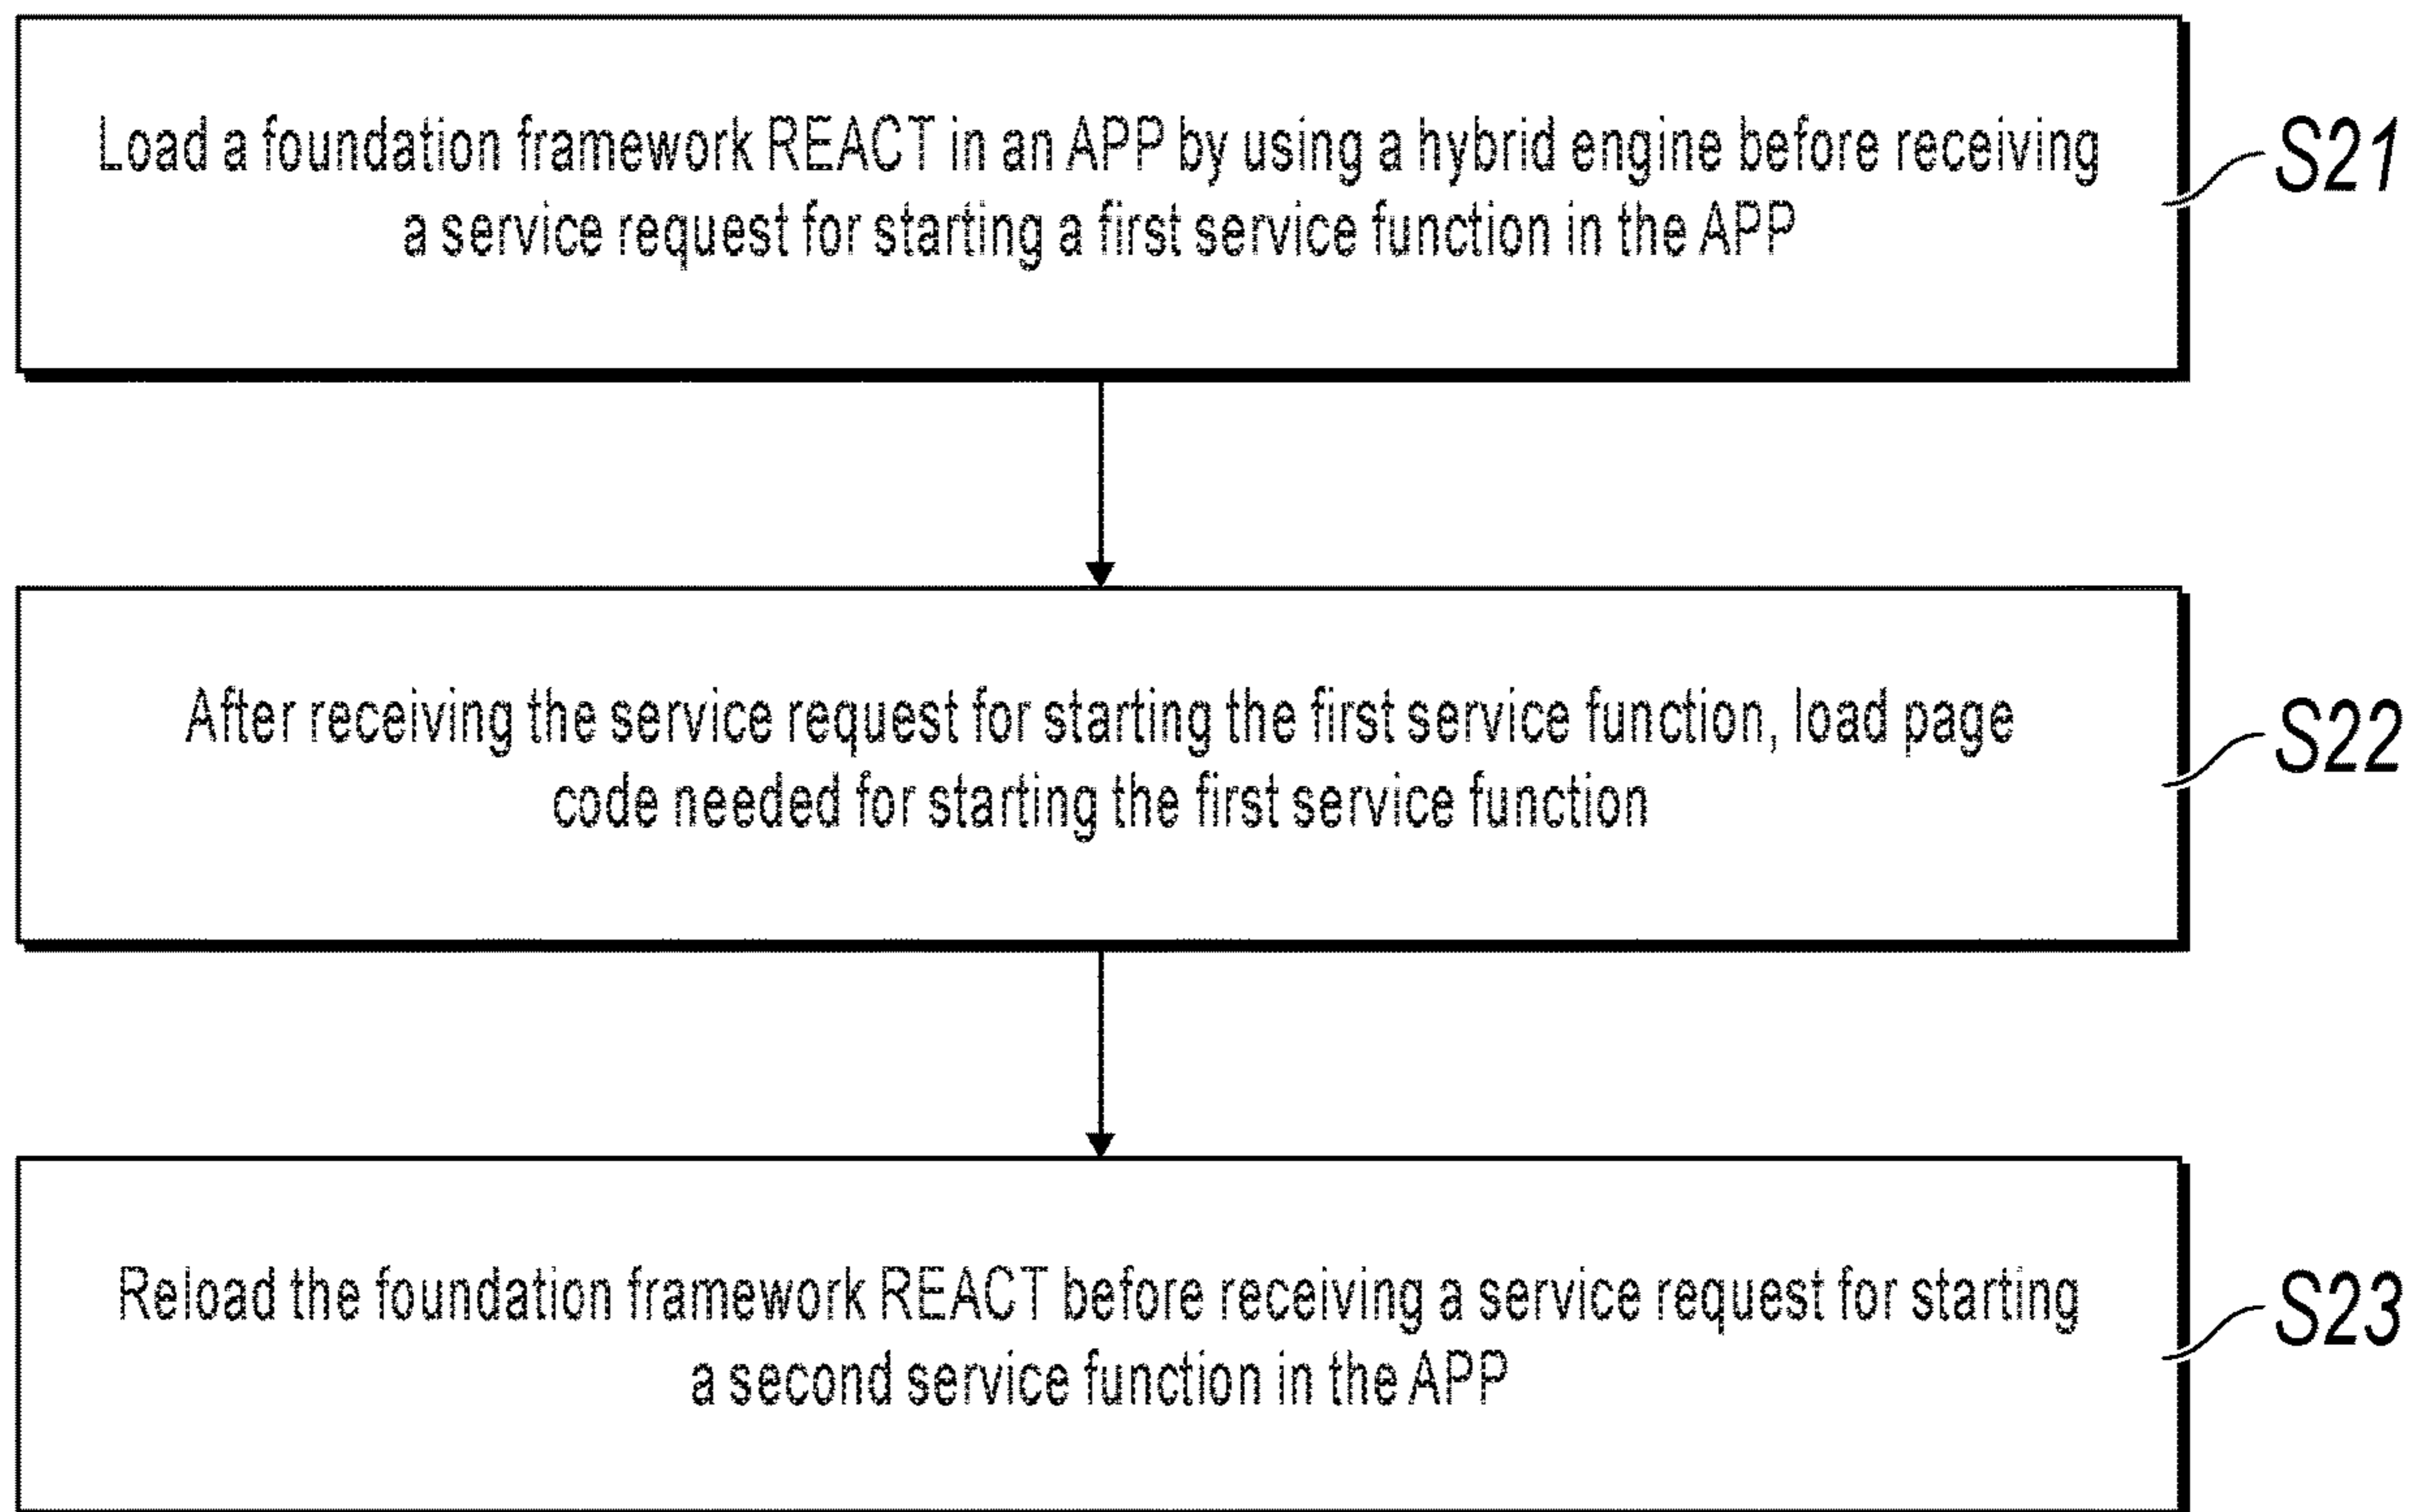 Load a foundation framework REACT in an APP by using a hybrid engine before receiving
a service request for starting a first service function in the APP
S21
After receiving the service request for starting the first service function, load page
code needed for starting the first service function
S22
Reload the foundation framework REACT before receiving a service request for starting
a second service function in the APP
S23